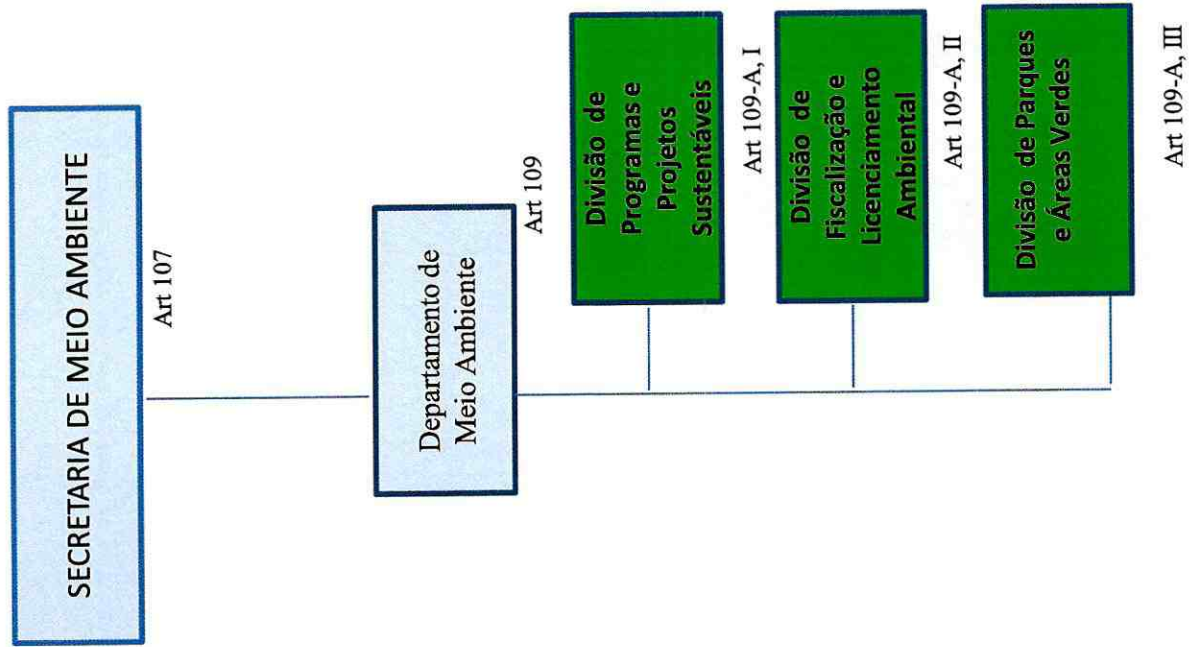 SECRETARIA DE MEIO AMBIENTE
Art 107
Departamento de
Meio Ambiente
Art 109
Divisão de
Programas e
Projetos
Sustentáveis
Art 109-A, I
Divisão de
Fiscalização e
Licenciamento
Ambiental
Art 109-A, II
Divisão de Parques
e Áreas Verdes
Art 109-A, III